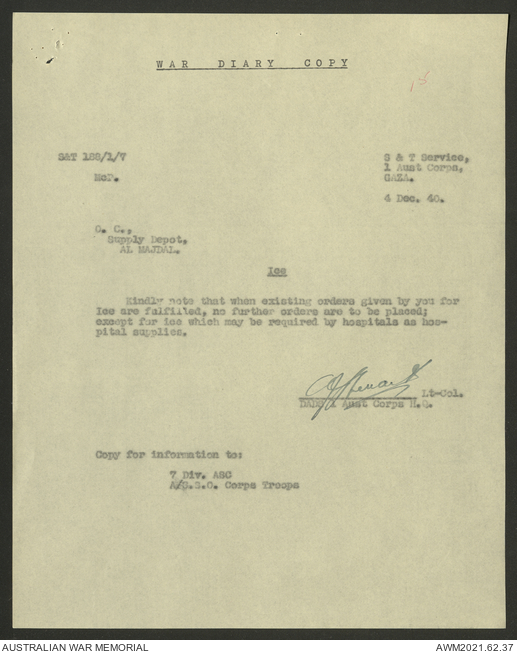 WAR DIARY COPY
15
S&T 188/1/7
S & T Service,
1 Aust Corps,
GAZA.
McP.
4 Dec. 40.
O. C.,
Supply Depot,
AL MAJDAL.
Ice
Kindly note that when existing orders given by you for
Ice are fulfilled, no further orders are to be placed;
except for ice which may be required by hospitals as hos-
pital supplies.
Lt-Col.
1 Aust Corps H.Q.
Copy for information to:
7 Div. ASC
Corps Troops
AUSTRALIAN WAR MEMORIAL
AWM2021.62.37